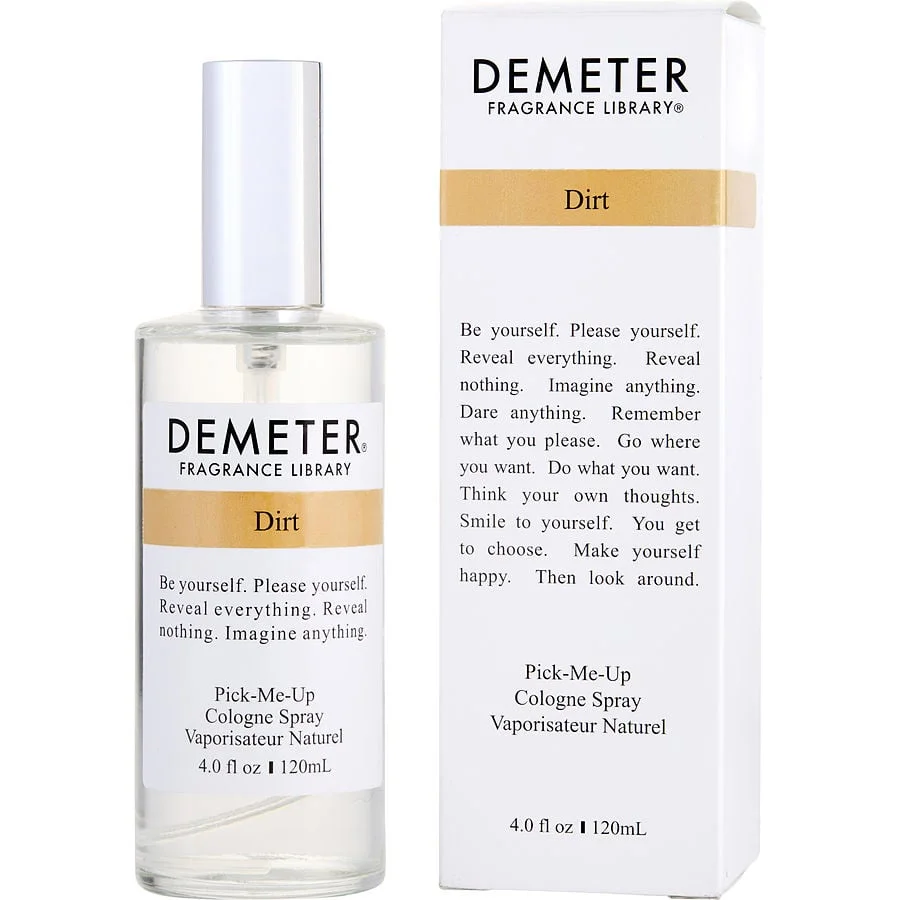 DEMETER®
FRAGRANCE LIBRARY
Dirt
Be yourself. Please yourself.
Reveal everything. Reveal
nothing. Imagine anything.
Pick-Me-Up
Cologne Spray
Vaporisateur Naturel
4.0 fl oz ❚ 120mL
DEMETER
FRAGRANCE LIBRARY®
Dirt
Be yourself. Please yourself.
Reveal everything. Reveal
nothing. Imagine anything.
Dare anything. Remember
what you please. Go where
you want. Do what you want.
Think your own thoughts.
Smile to yourself. You get
to choose. Make yourself
happy. Then look around.
Pick-Me-Up
Cologne Spray
Vaporisateur Naturel
4.0 fl oz ❚ 120mL